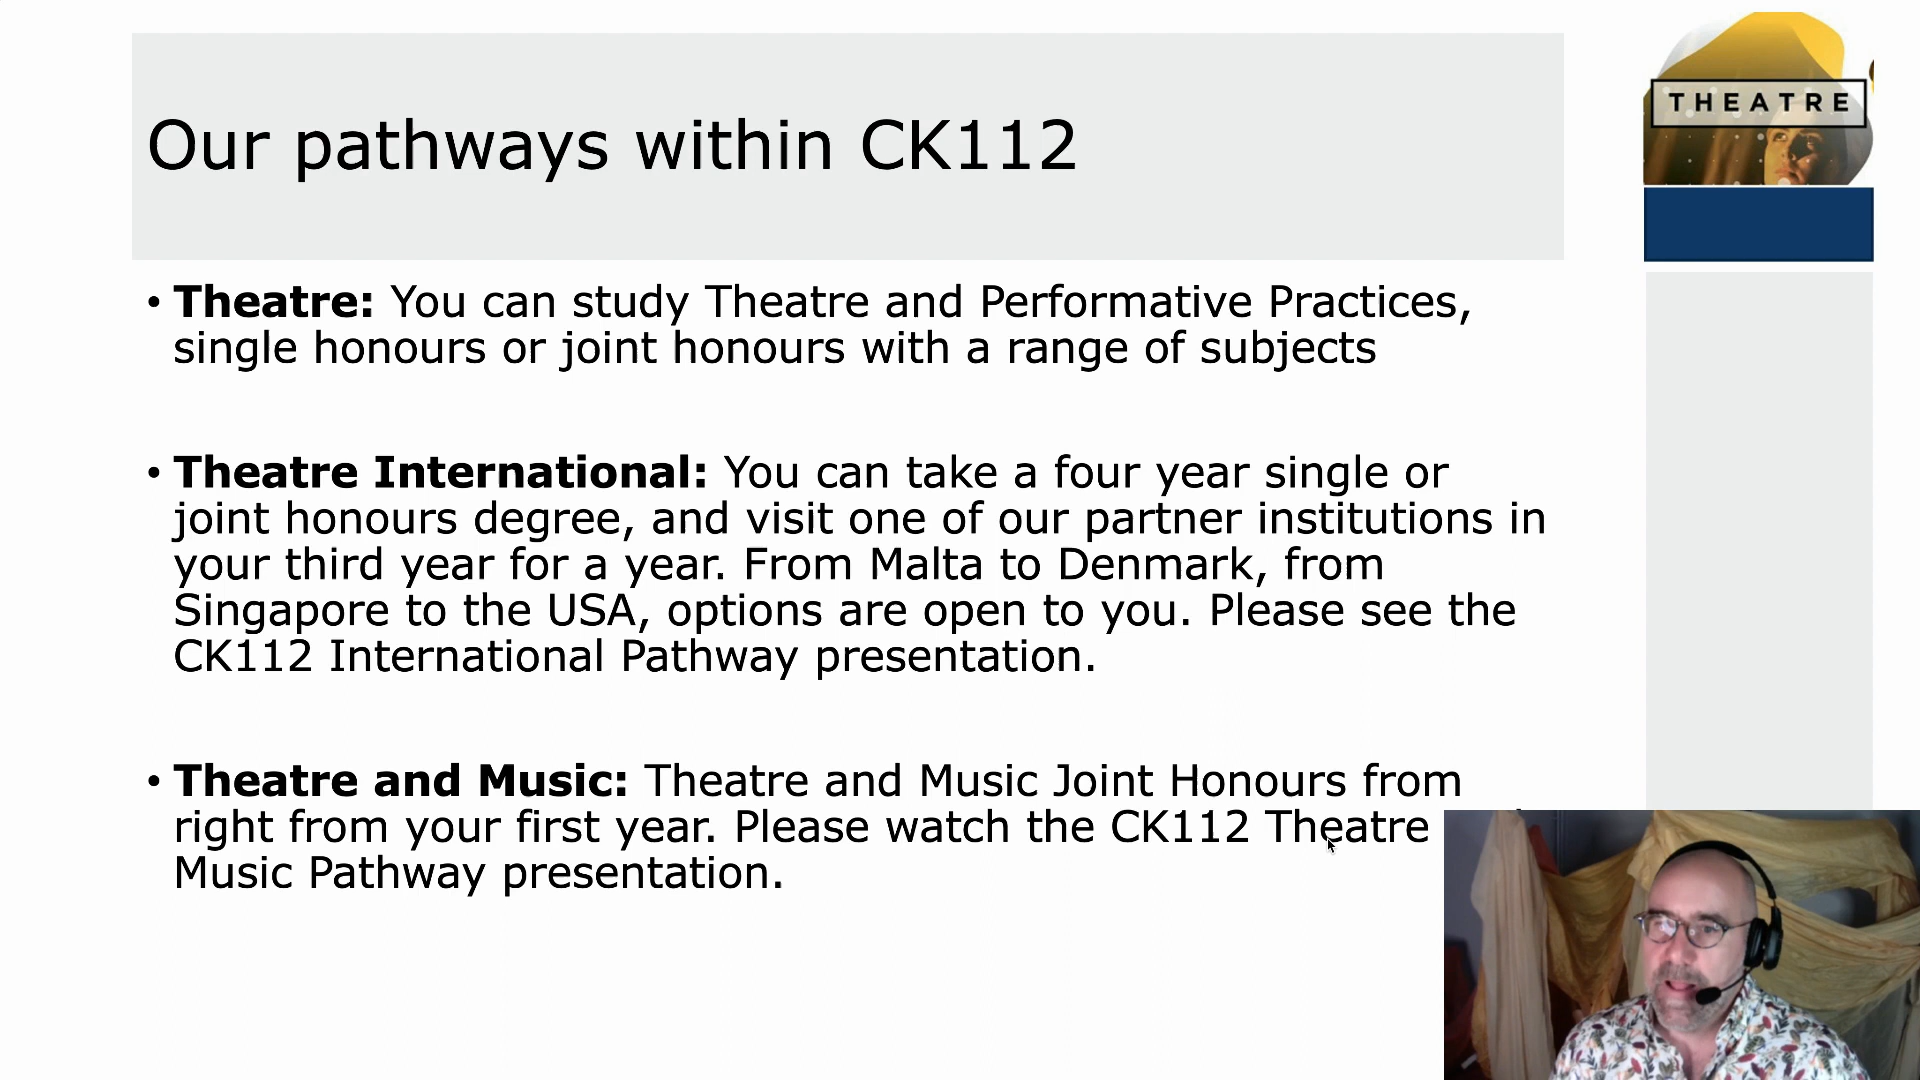 Our pathways within CK112
THEATRE
• Theatre: You can study Theatre and Performative Practices,
single honours or joint honours with a range of subjects
• Theatre International: You can take a four year single or
joint honours degree, and visit one of our partner institutions in
your third year for a year. From Malta to Denmark, from
Singapore to the USA, options are open to you. Please see the
CK112 International Pathway presentation.
• Theatre and Music: Theatre and Music Joint Honours from
right from your first year. Please watch the CK112 Theatre
Music Pathway presentation.